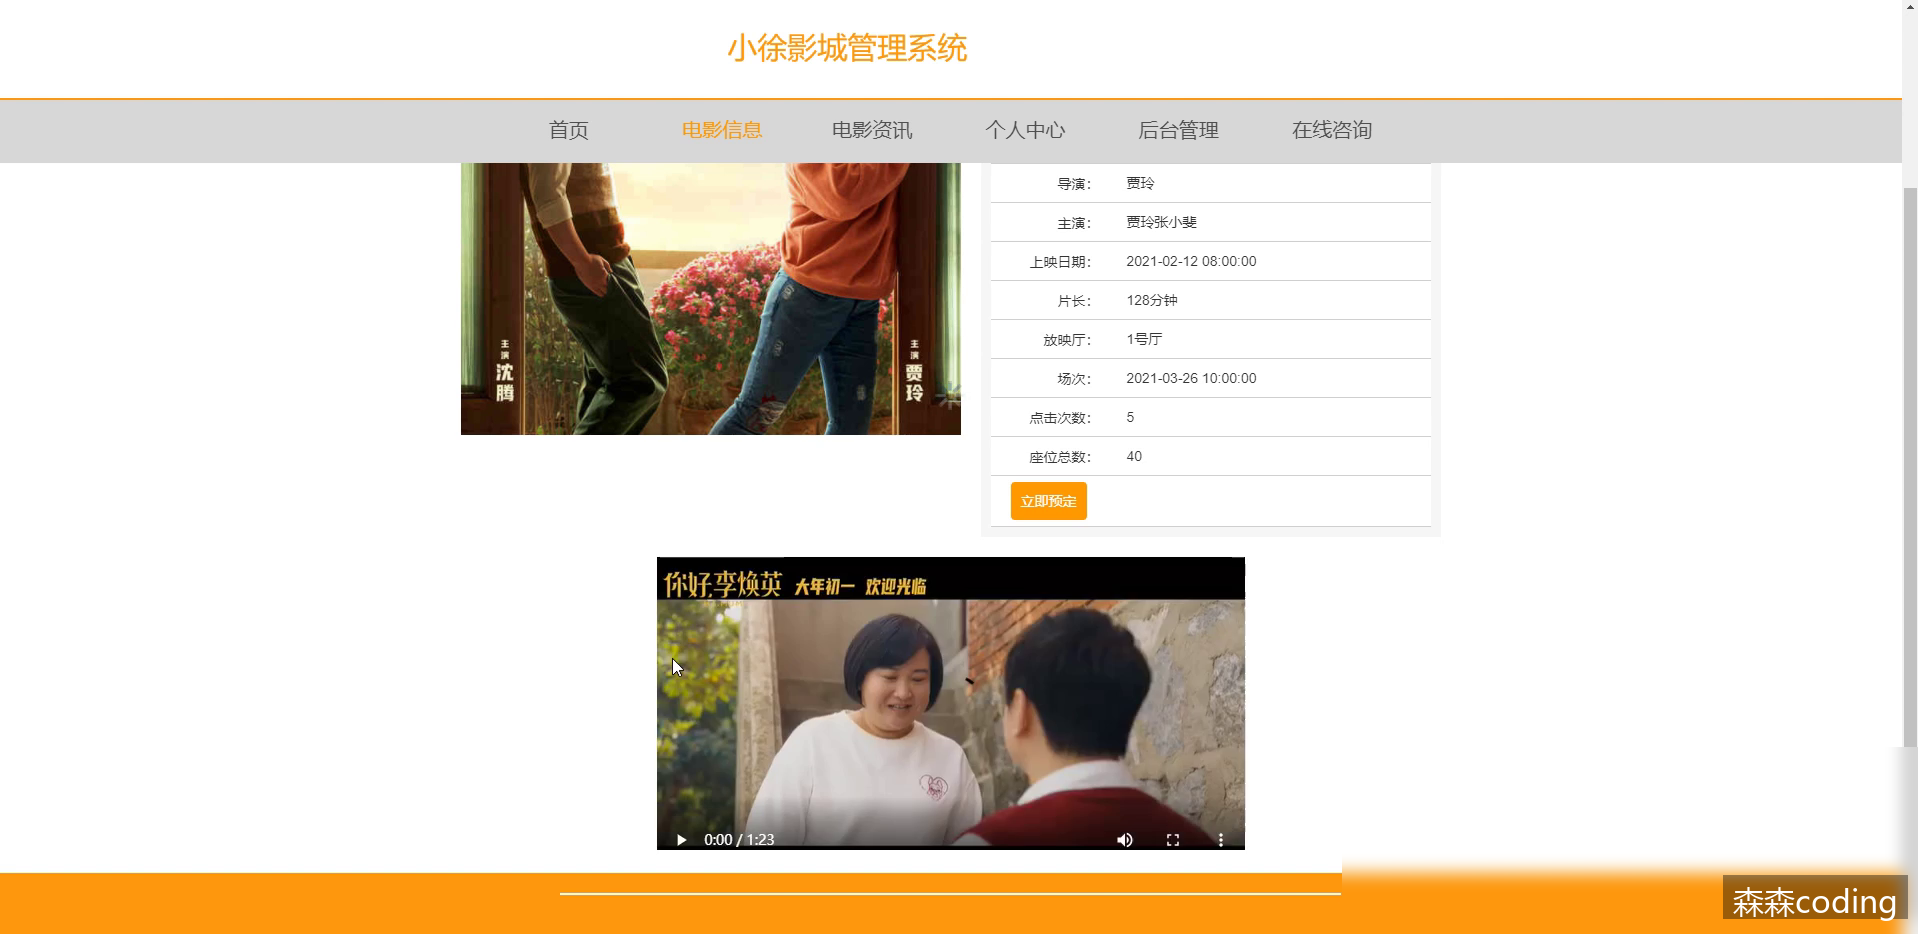 小徐影城管理系统
首页 电影信息 电影资讯 个人中心 后台管理 在线咨询
导演： 贾玲
主演： 贾玲张小斐
上映日期： 2021-02-12 08:00:00
片长： 128分钟
放映厅： 1号厅
场次： 2021-03-26 10:00:00
点击次数： 5
座位总数： 40
立即预定
主演
沈腾
主演
贾玲
你好,李焕英 大年初一 欢迎光临
0:00 / 1:23
森森coding